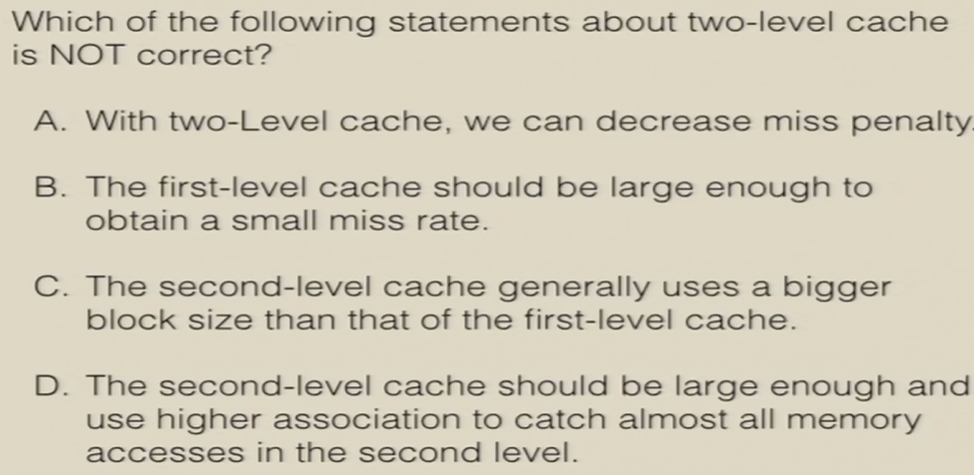 Which of the following statements about two-level cache
is NOT correct?
A. With two-Level cache, we can decrease miss penalty.
B. The first-level cache should be large enough to
obtain a small miss rate.
C. The second-level cache generally uses a bigger
block size than that of the first-level cache.
D. The second-level cache should be large enough and
use higher association to catch almost all memory
accesses in the second level.